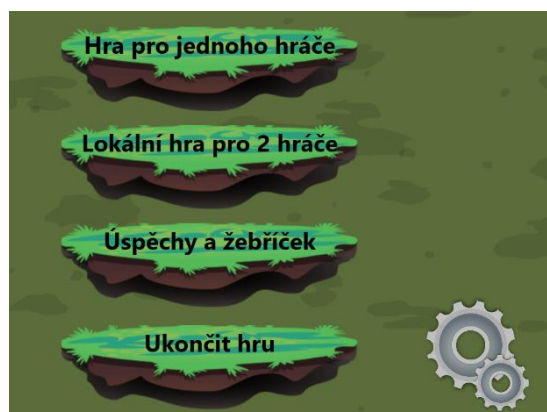 Hra pro jednoho hráče
Lokální hra pro 2 hráče
Úspěchy a žebříček
Ukončit hru